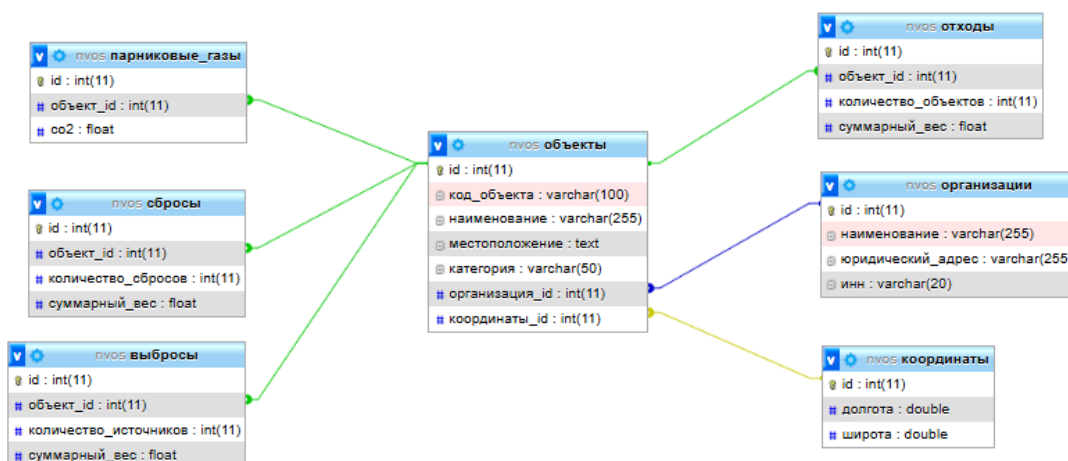 v nvos парниковые_газы
id : int(11)
# объект_id : int(11)
# co2 : float
v nvos сбросы
id : int(11)
# объект_id : int(11)
# количество_сбросов : int(11)
# суммарный_вес : float
v nvos выбросы
id : int(11)
# объект_id : int(11)
# количество_источников : int(11)
# суммарный_вес : float
v nvos объекты
id : int(11)
код_объекта : varchar(100)
наименование : varchar(255)
местоположение : text
категория : varchar(50)
# организация_id : int(11)
# координаты_id : int(11)
v nvos отходы
id : int(11)
# объект_id : int(11)
# количество_объектов : int(11)
# суммарный_вес : float
v nvos организации
id : int(11)
наименование : varchar(255)
юридический_адрес : varchar(255
инн : varchar(20)
v nvos координаты
id : int(11)
# долгота : double
# широта : double